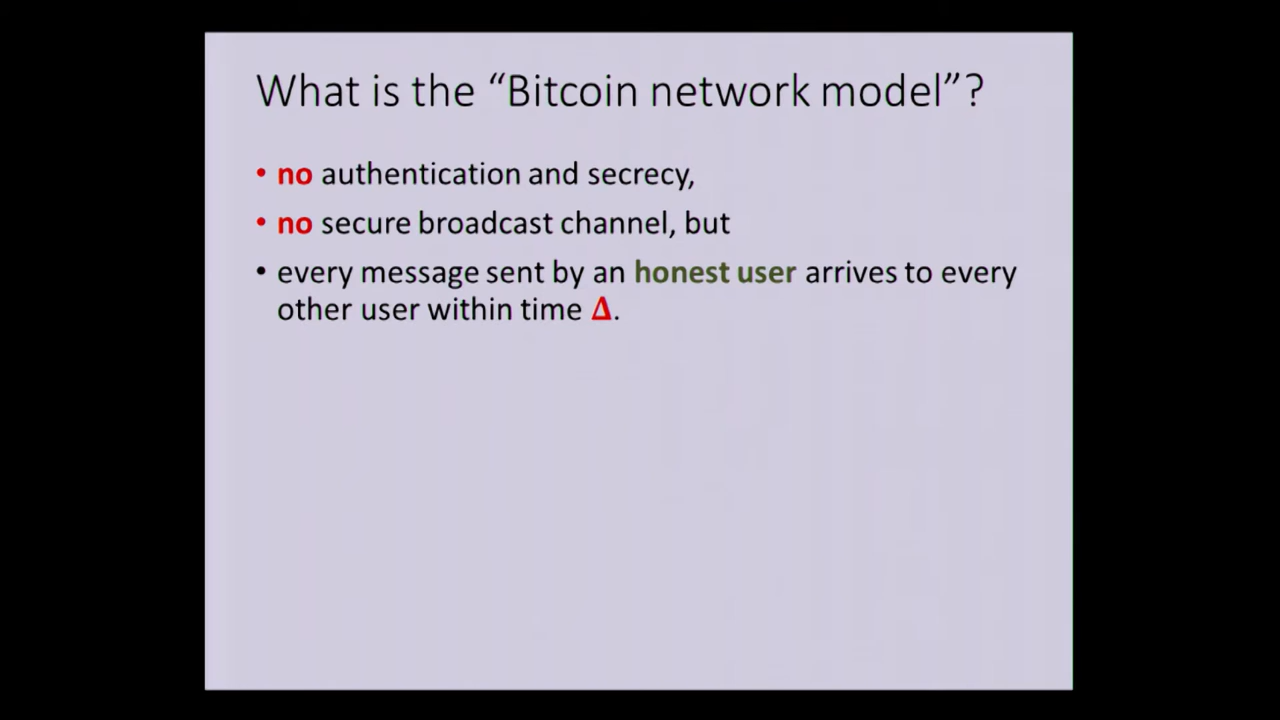 What is the “Bitcoin network model”?
• no authentication and secrecy,
• no secure broadcast channel, but
• every message sent by an honest user arrives to every
other user within time Δ.